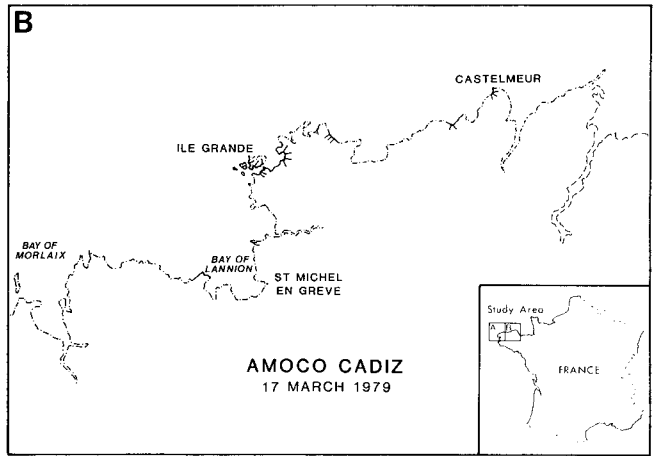 B
CASTELMEUR
ILE GRANDE
BAY OF
MORLAIX
BAY OF
LANNION
ST MICHEL
EN GREVE
AMOCO CADIZ
17 MARCH 1979
Study Area
A
B
FRANCE